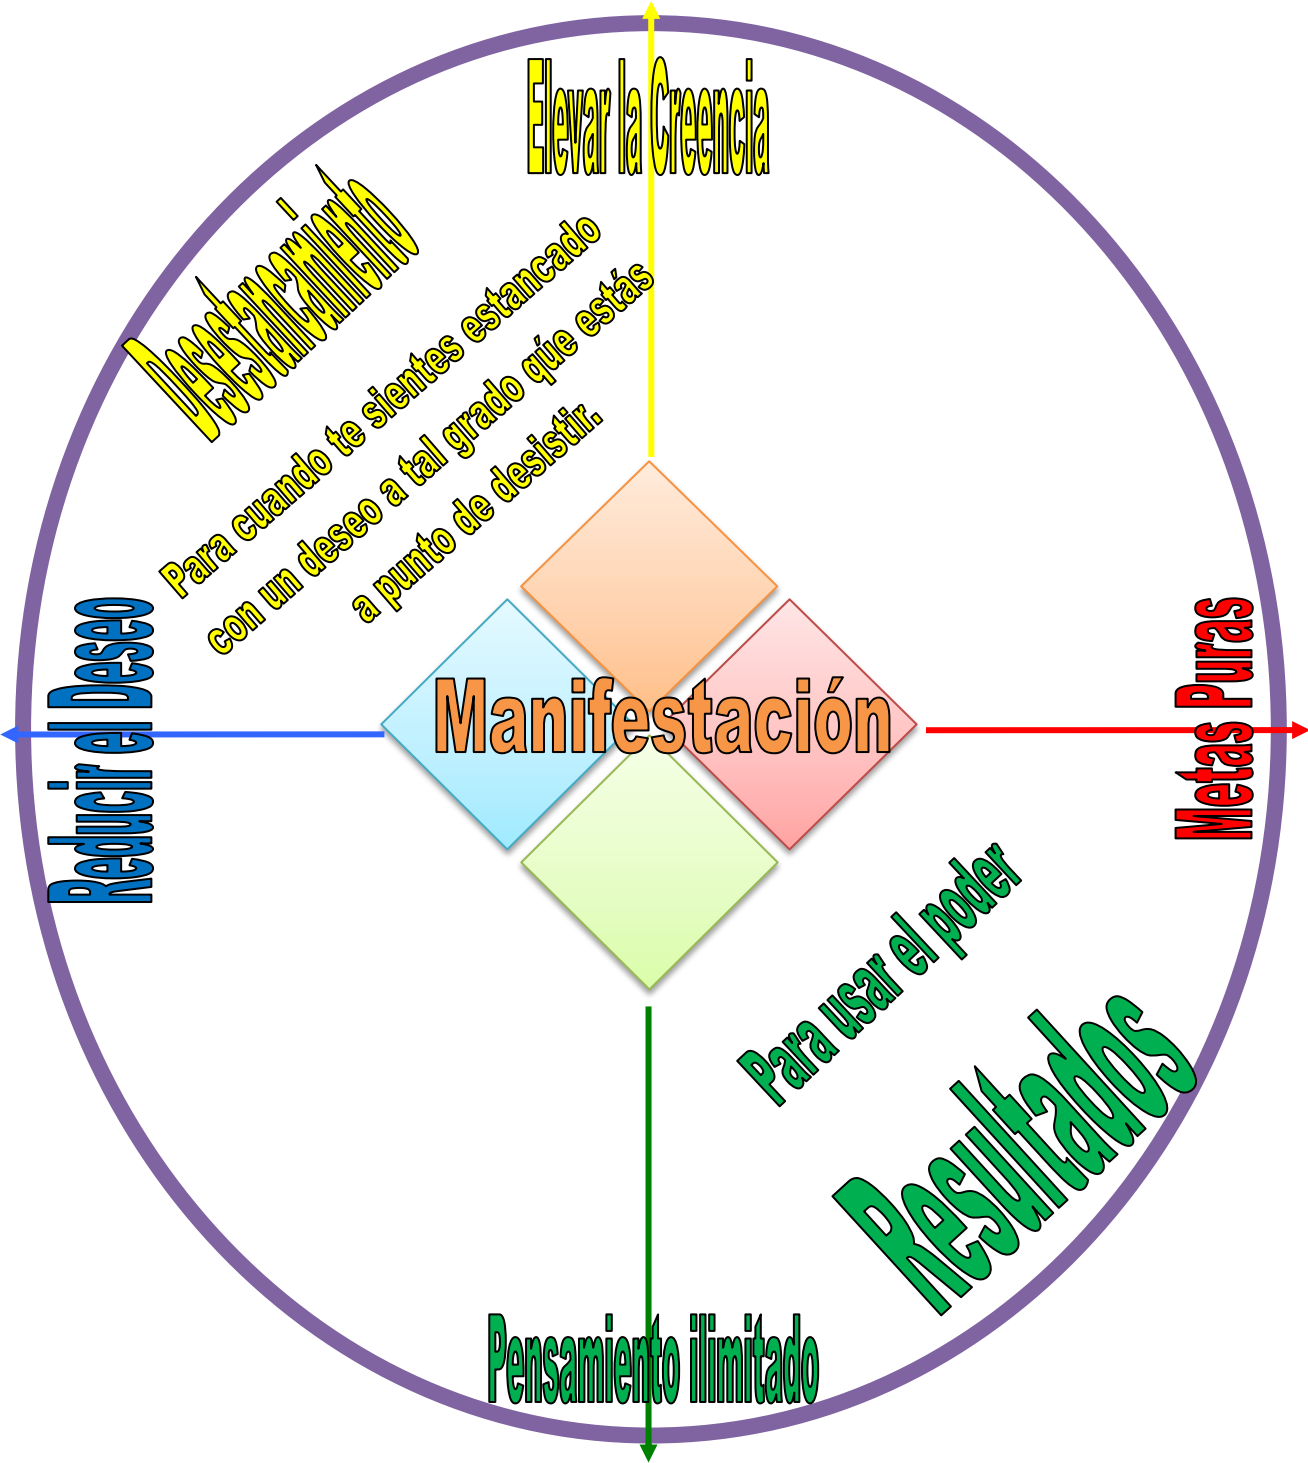 Elevar la Creencia
Desestancamiento
Para cuando te sientes estancado
con un deseo a tal grado qúe estás
a punto de desistir.
Reducir el Deseo
Manifestación
Metas Puras
Para usar el poder
Resultados
Pensamiento ilimitado